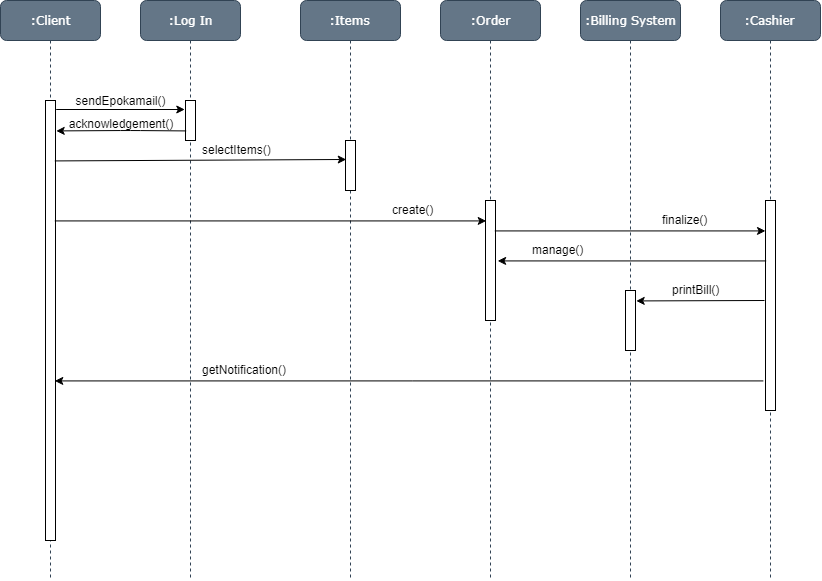 :Client
:Log In
:Items
:Order
:Billing System
:Cashier
sendEpokamail()
acknowledgement()
selectItems()
create()
finalize()
manage()
printBill()
getNotification()